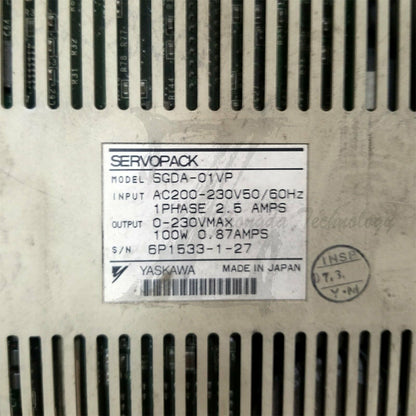 SERVOPACK
MODEL SGDA-01VP
INPUT AC200-230V50/60Hz
1PHASE 2.5 AMPS
OUTPUT 0-230VMAX
100W 0.87AMPS
S/N 6P1533-1-27
YASKAWA MADE IN JAPAN
INSP
Y-M